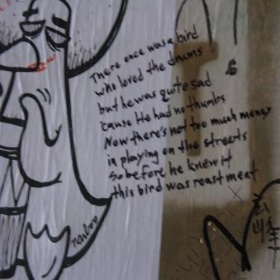 There once was a bird
who loved the drums
but he was quite sad
'cause He had no thumbs
Now there's not too much money
in playing on the streets
So before he knew it
this bird was roast meat